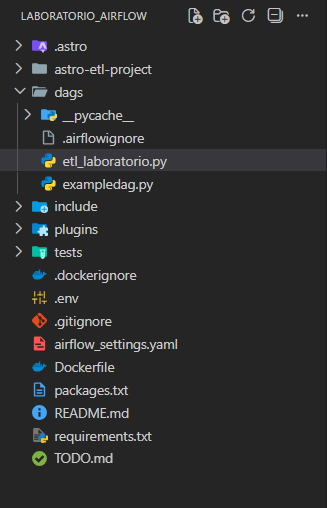 LABORATORIO_AIRFLOW
.astro
astro-etl-project
dags
__pycache__
.airflowignore
etl_laboratorio.py
exampledag.py
include
plugins
tests
.dockerignore
.env
.gitignore
airflow_settings.yaml
Dockerfile
packages.txt
README.md
requirements.txt
TODO.md